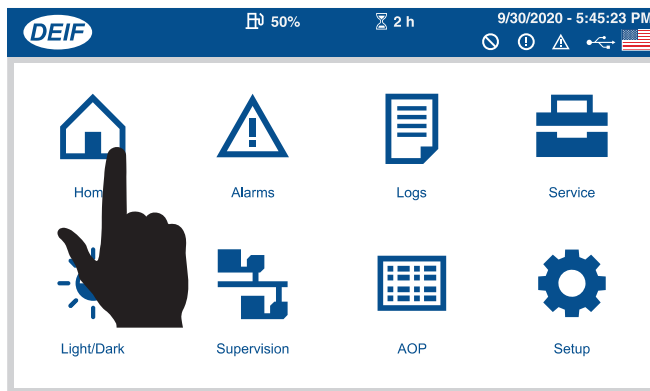 DEIF
50%
2 h
9/30/2020 - 5:45:23 PM
Alarms
Logs
Service
Light/Dark
Supervision
AOP
Setup